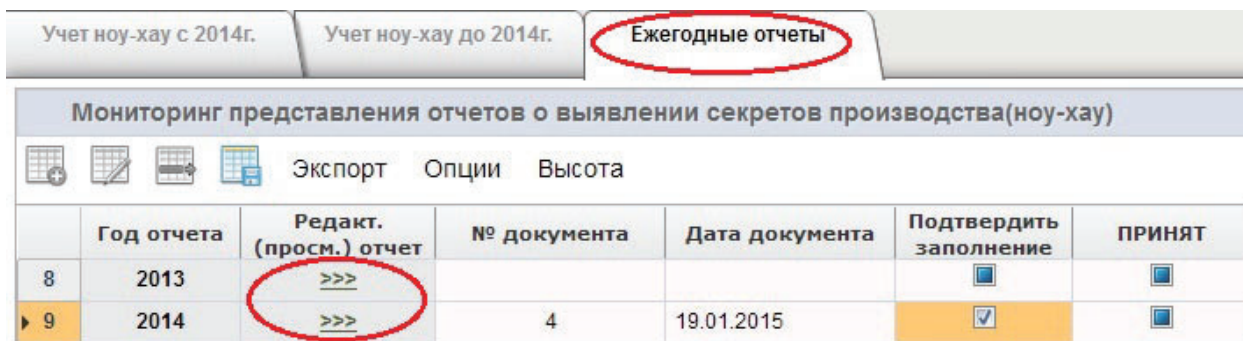 Учет ноу-хау с 2014г. Учет ноу-хау до 2014г. Ежегодные отчеты
Мониторинг представления отчетов о выявлении секретов производства(ноу-хау)
Экспорт Опции Высота
Год отчета Редакт. (просм.) отчет № документа Дата документа Подтвердить заполнение ПРИНЯТ
8 2013 >>>
9 2014 >>> 4 19.01.2015